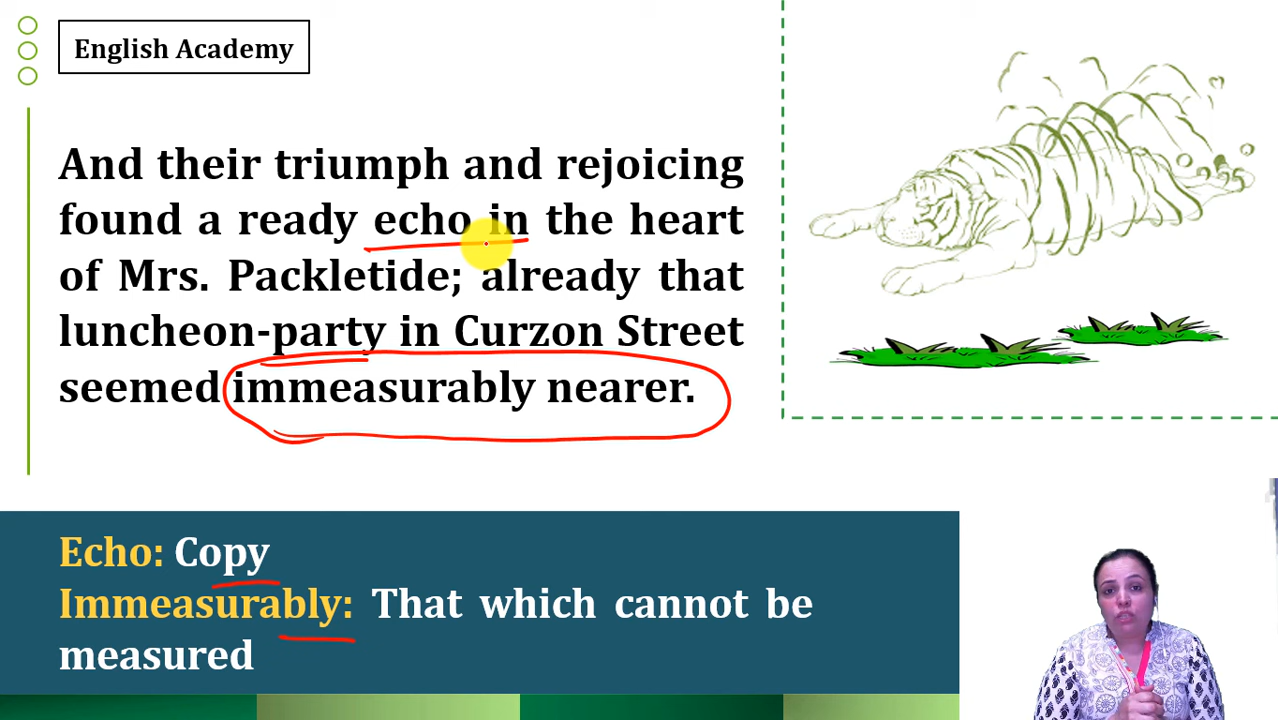 English Academy
And their triumph and rejoicing
found a ready echo in the heart
of Mrs. Packletide; already that
luncheon-party in Curzon Street
seemed immeasurably nearer.
Echo: Copy
Immeasurably: That which cannot be
measured